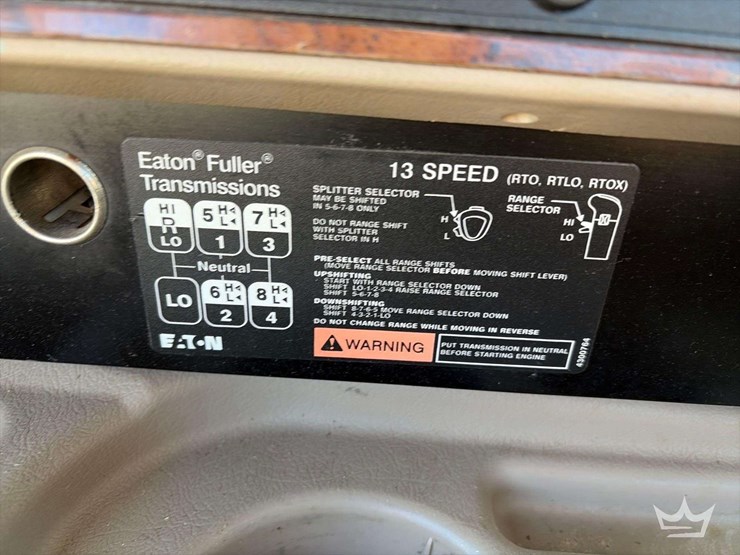 Eaton® Fuller®
Transmissions
HI
R
LO
5 H L
1
7 H L
3
Neutral
LO
6 H L
2
8 H L
4
EATON
13 SPEED (RTO, RTLO, RTOX)
SPLITTER SELECTOR
MAY BE SHIFTED
IN 5-6-7-8 ONLY
DO NOT RANGE SHIFT
WITH SPLITTER
SELECTOR IN H
H
L
RANGE
SELECTOR
HI
LO
PRE-SELECT ALL RANGE SHIFTS
(MOVE RANGE SELECTOR BEFORE MOVING SHIFT LEVER)
UPSHIFTING
START WITH RANGE SELECTOR DOWN
SHIFT LO-1-2-3-4 RAISE RANGE SELECTOR
SHIFT 5-6-7-8
DOWNSHIFTING
SHIFT 8-7-6-5 MOVE RANGE SELECTOR DOWN
SHIFT 4-3-2-1-LO
DO NOT CHANGE RANGE WHILE MOVING IN REVERSE
WARNING
PUT TRANSMISSION IN NEUTRAL
BEFORE STARTING ENGINE
4300764